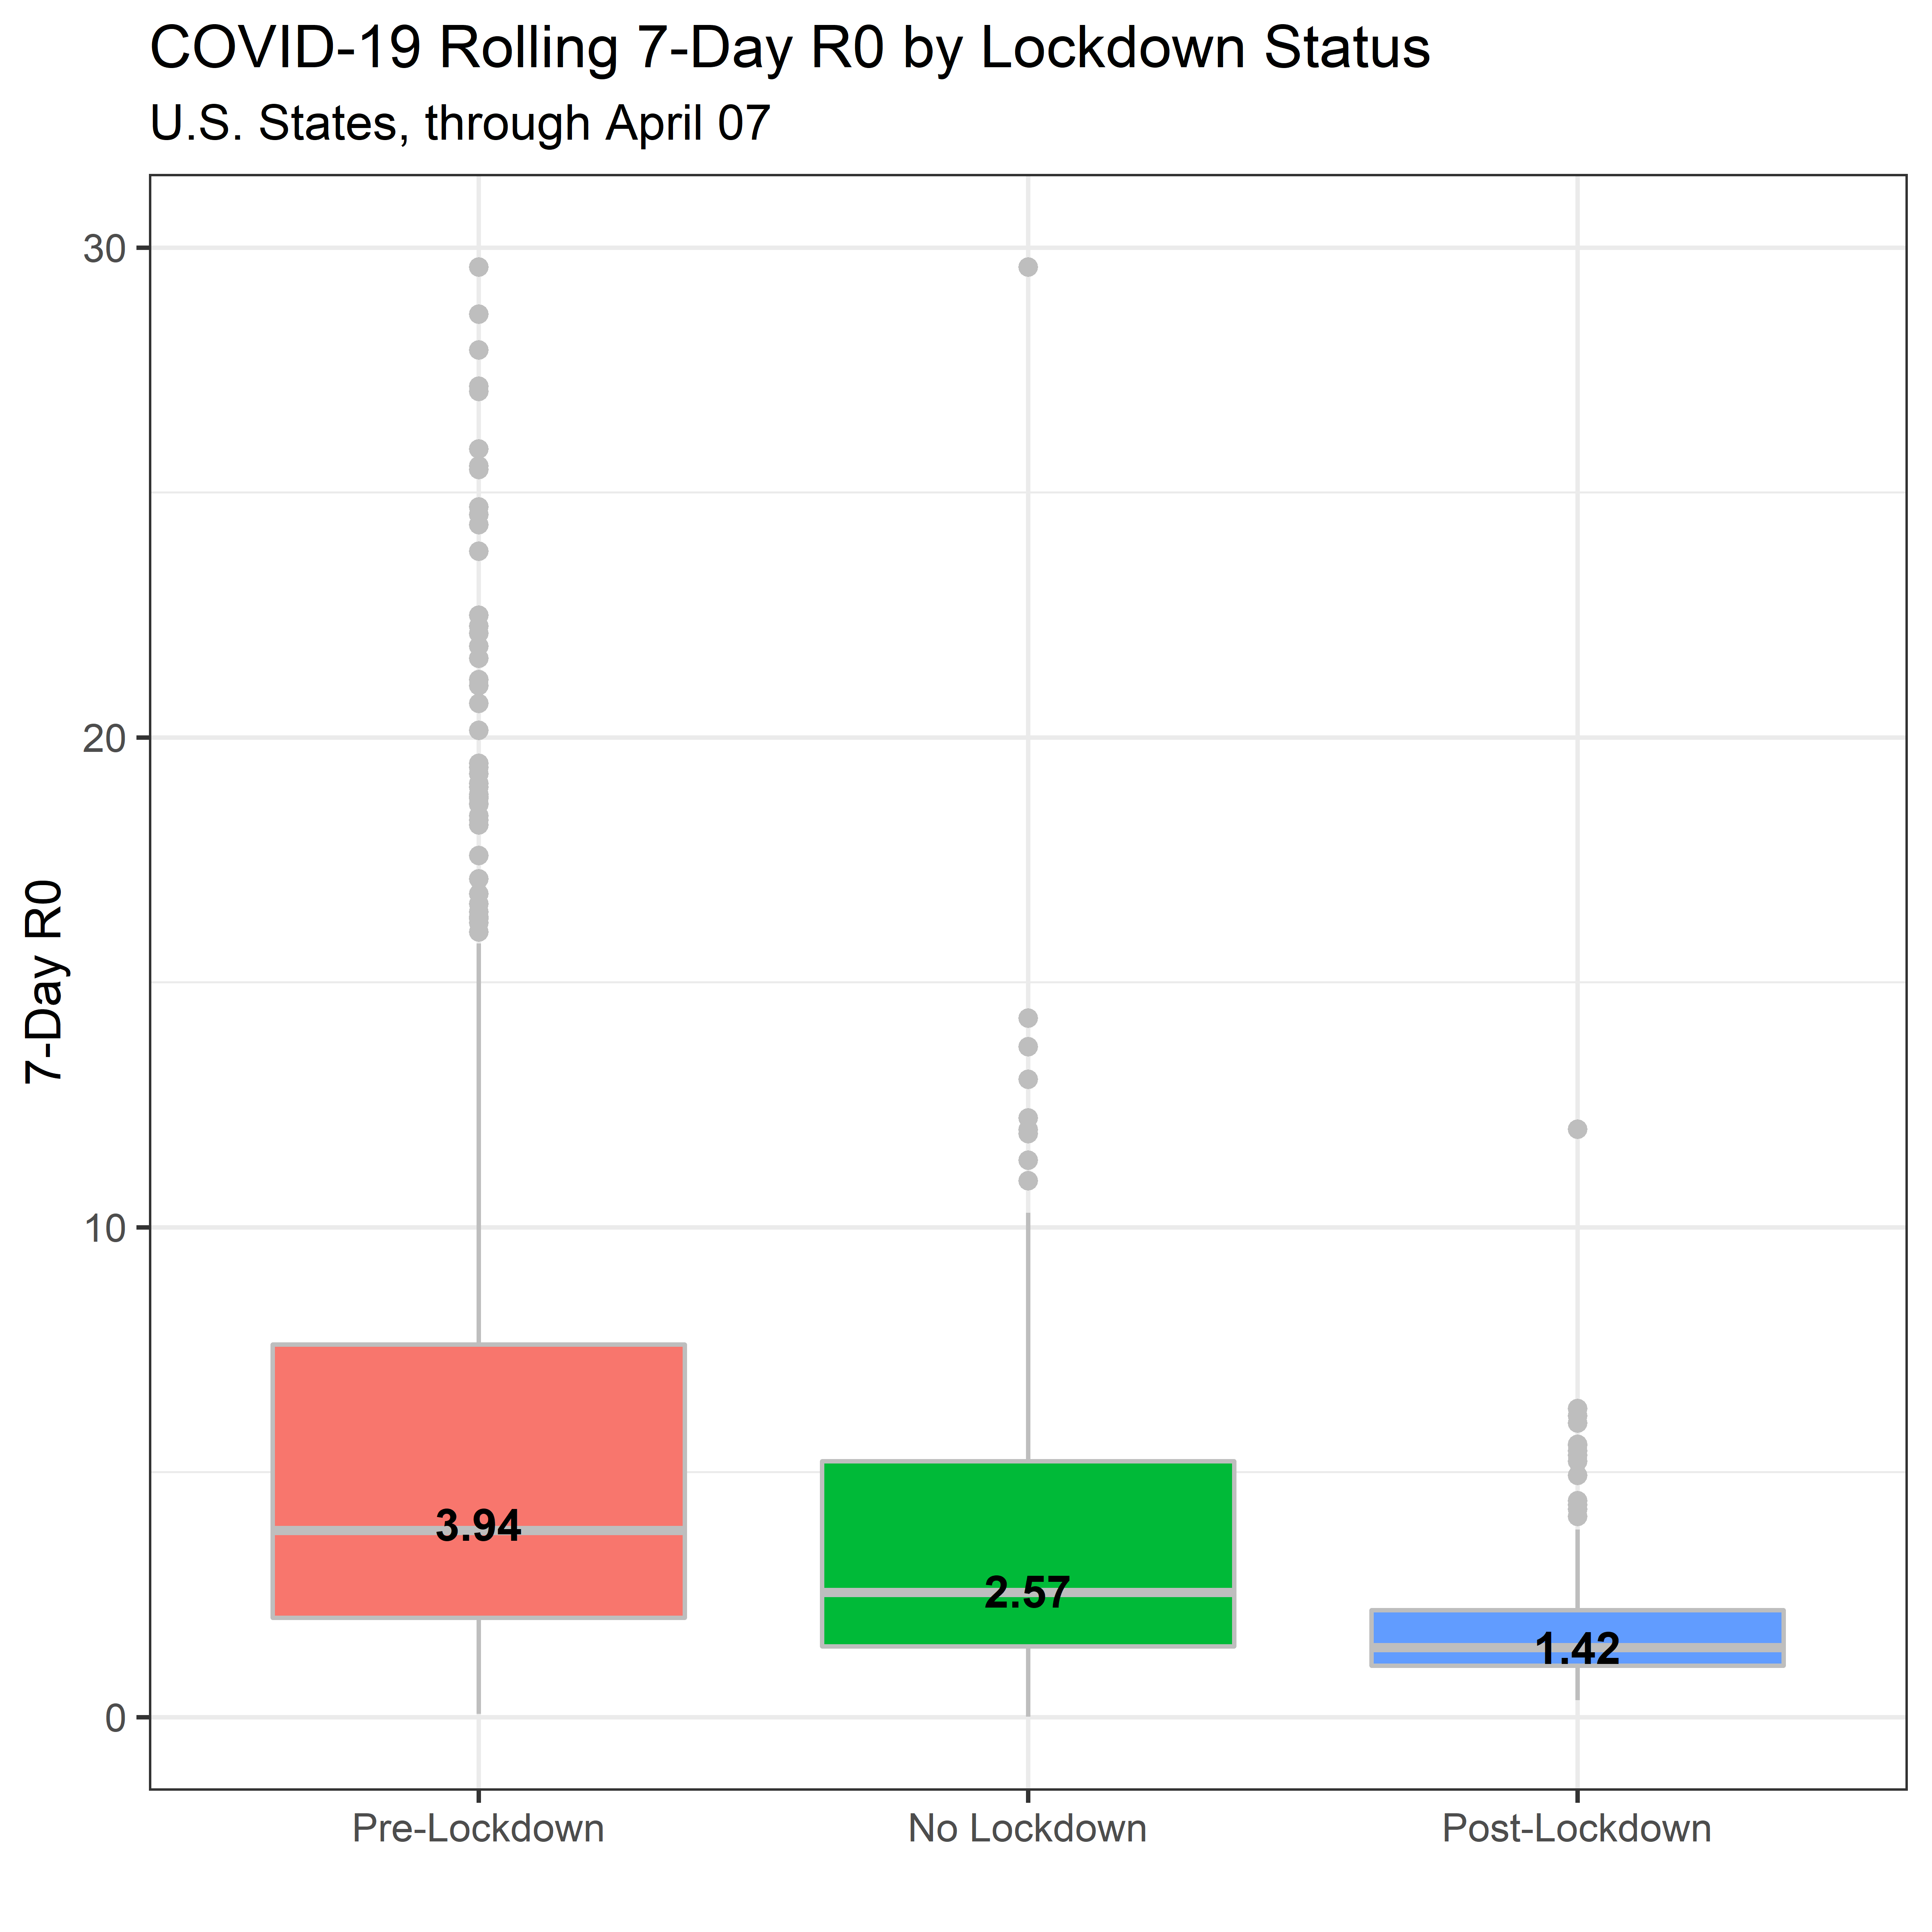 COVID-19 Rolling 7-Day R0 by Lockdown Status
U.S. States, through April 07
7-Day R0
30
20
10
0
3.94
2.57
1.42
Pre-Lockdown
No Lockdown
Post-Lockdown